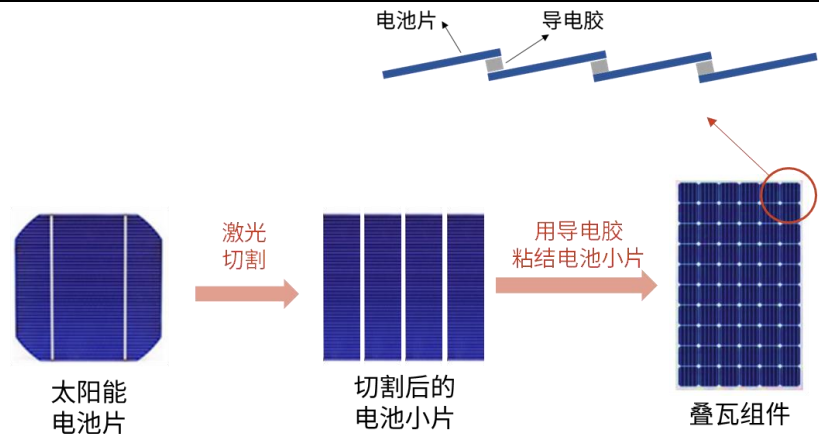 电池片
导电胶
激光
切割
用导电胶
粘结电池小片
太阳能
电池片
切割后的
电池小片
叠瓦组件